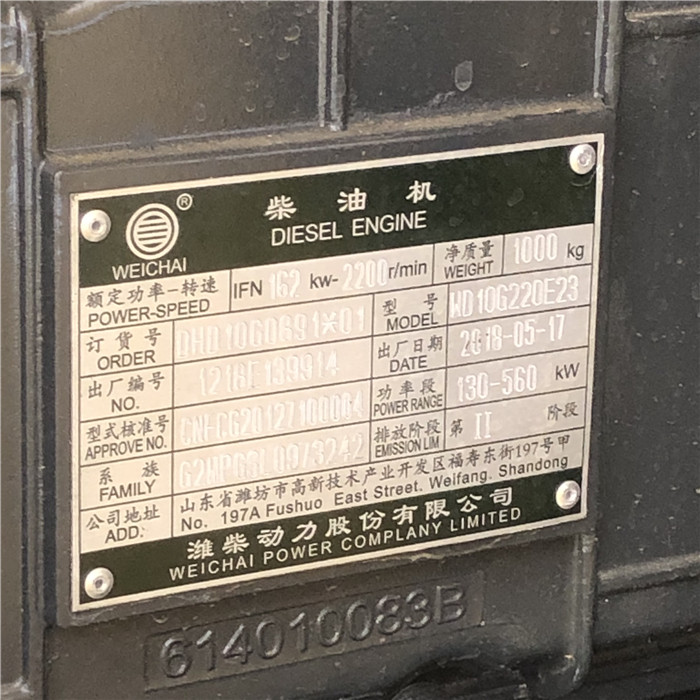 柴油机
®
DIESEL ENGINE
WEICHAI
额定功率-转速 IFN 162 kw- 2200 r/min 净质量 1000 kg
POWER-SPEED WEIGHT
订货号 DHD10G0691*01 型号 WD10G220E23
ORDER MODEL
出厂编号 1218E139914 出厂日期 2018-05-17
NO. DATE
型式核准号 功率段 130-560 kW
APPROVE NO. POWER RANGE
系族 排放阶段 第 II 阶段
FAMILY EMISSION LIM
公司地址 山东省潍坊市高新技术产业开发区福寿东街197号甲
ADD: No. 197A Fushuo East Street. Weifang. Shandong
潍柴动力股份有限公司
WEICHAI POWER COMPLANY LIMITED
614010083B